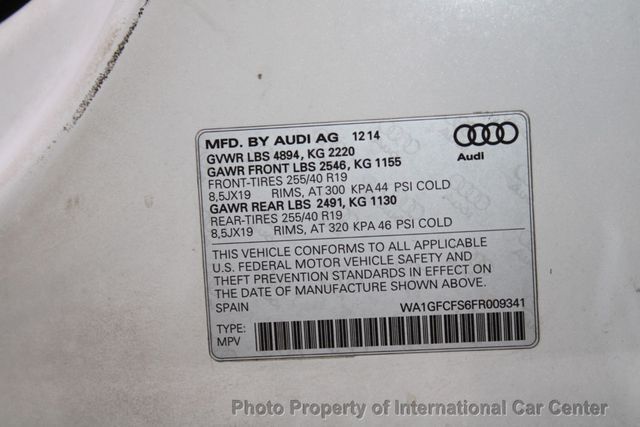 MFD. BY AUDI AG 12 14
GVWR LBS 4894, KG 2220
GAWR FRONT LBS 2546, KG 1155
FRONT-TIRES 255/40 R19
8,5JX19 RIMS, AT 300 KPA 44 PSI COLD
GAWR REAR LBS 2491, KG 1130
REAR-TIRES 255/40 R19
8,5JX19 RIMS, AT 320 KPA 46 PSI COLD
Audi
THIS VEHICLE CONFORMS TO ALL APPLICABLE
U.S. FEDERAL MOTOR VEHICLE SAFETY AND
THEFT PREVENTION STANDARDS IN EFFECT ON
THE DATE OF MANUFACTURE SHOWN ABOVE.
SPAIN WA1GFCFS6FR009341
TYPE:
MPV
Photo Property of International Car Center